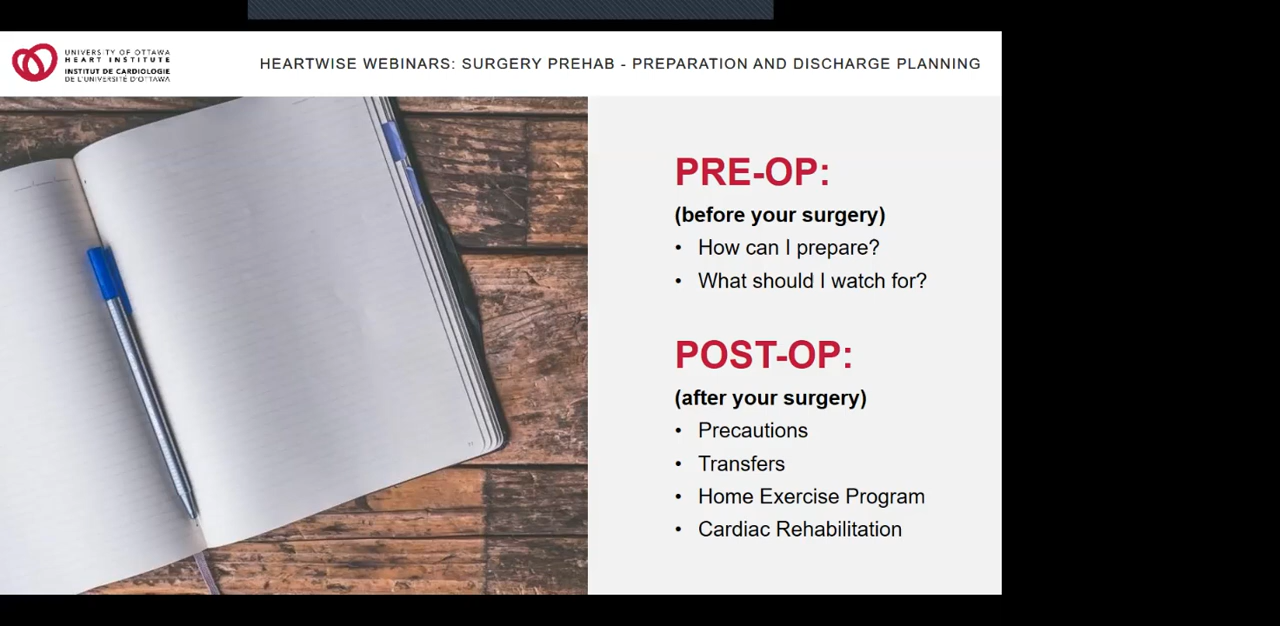 UNIVERSITY OF OTTAWA
HEART INSTITUTE
INSTITUT DE CARDIOLOGIE
DE L'UNIVERSITÉ D'OTTAWA
HEARTWISE WEBINARS: SURGERY PREHAB - PREPARATION AND DISCHARGE PLANNING
PRE-OP:
(before your surgery)
• How can I prepare?
• What should I watch for?
POST-OP:
(after your surgery)
• Precautions
• Transfers
• Home Exercise Program
• Cardiac Rehabilitation